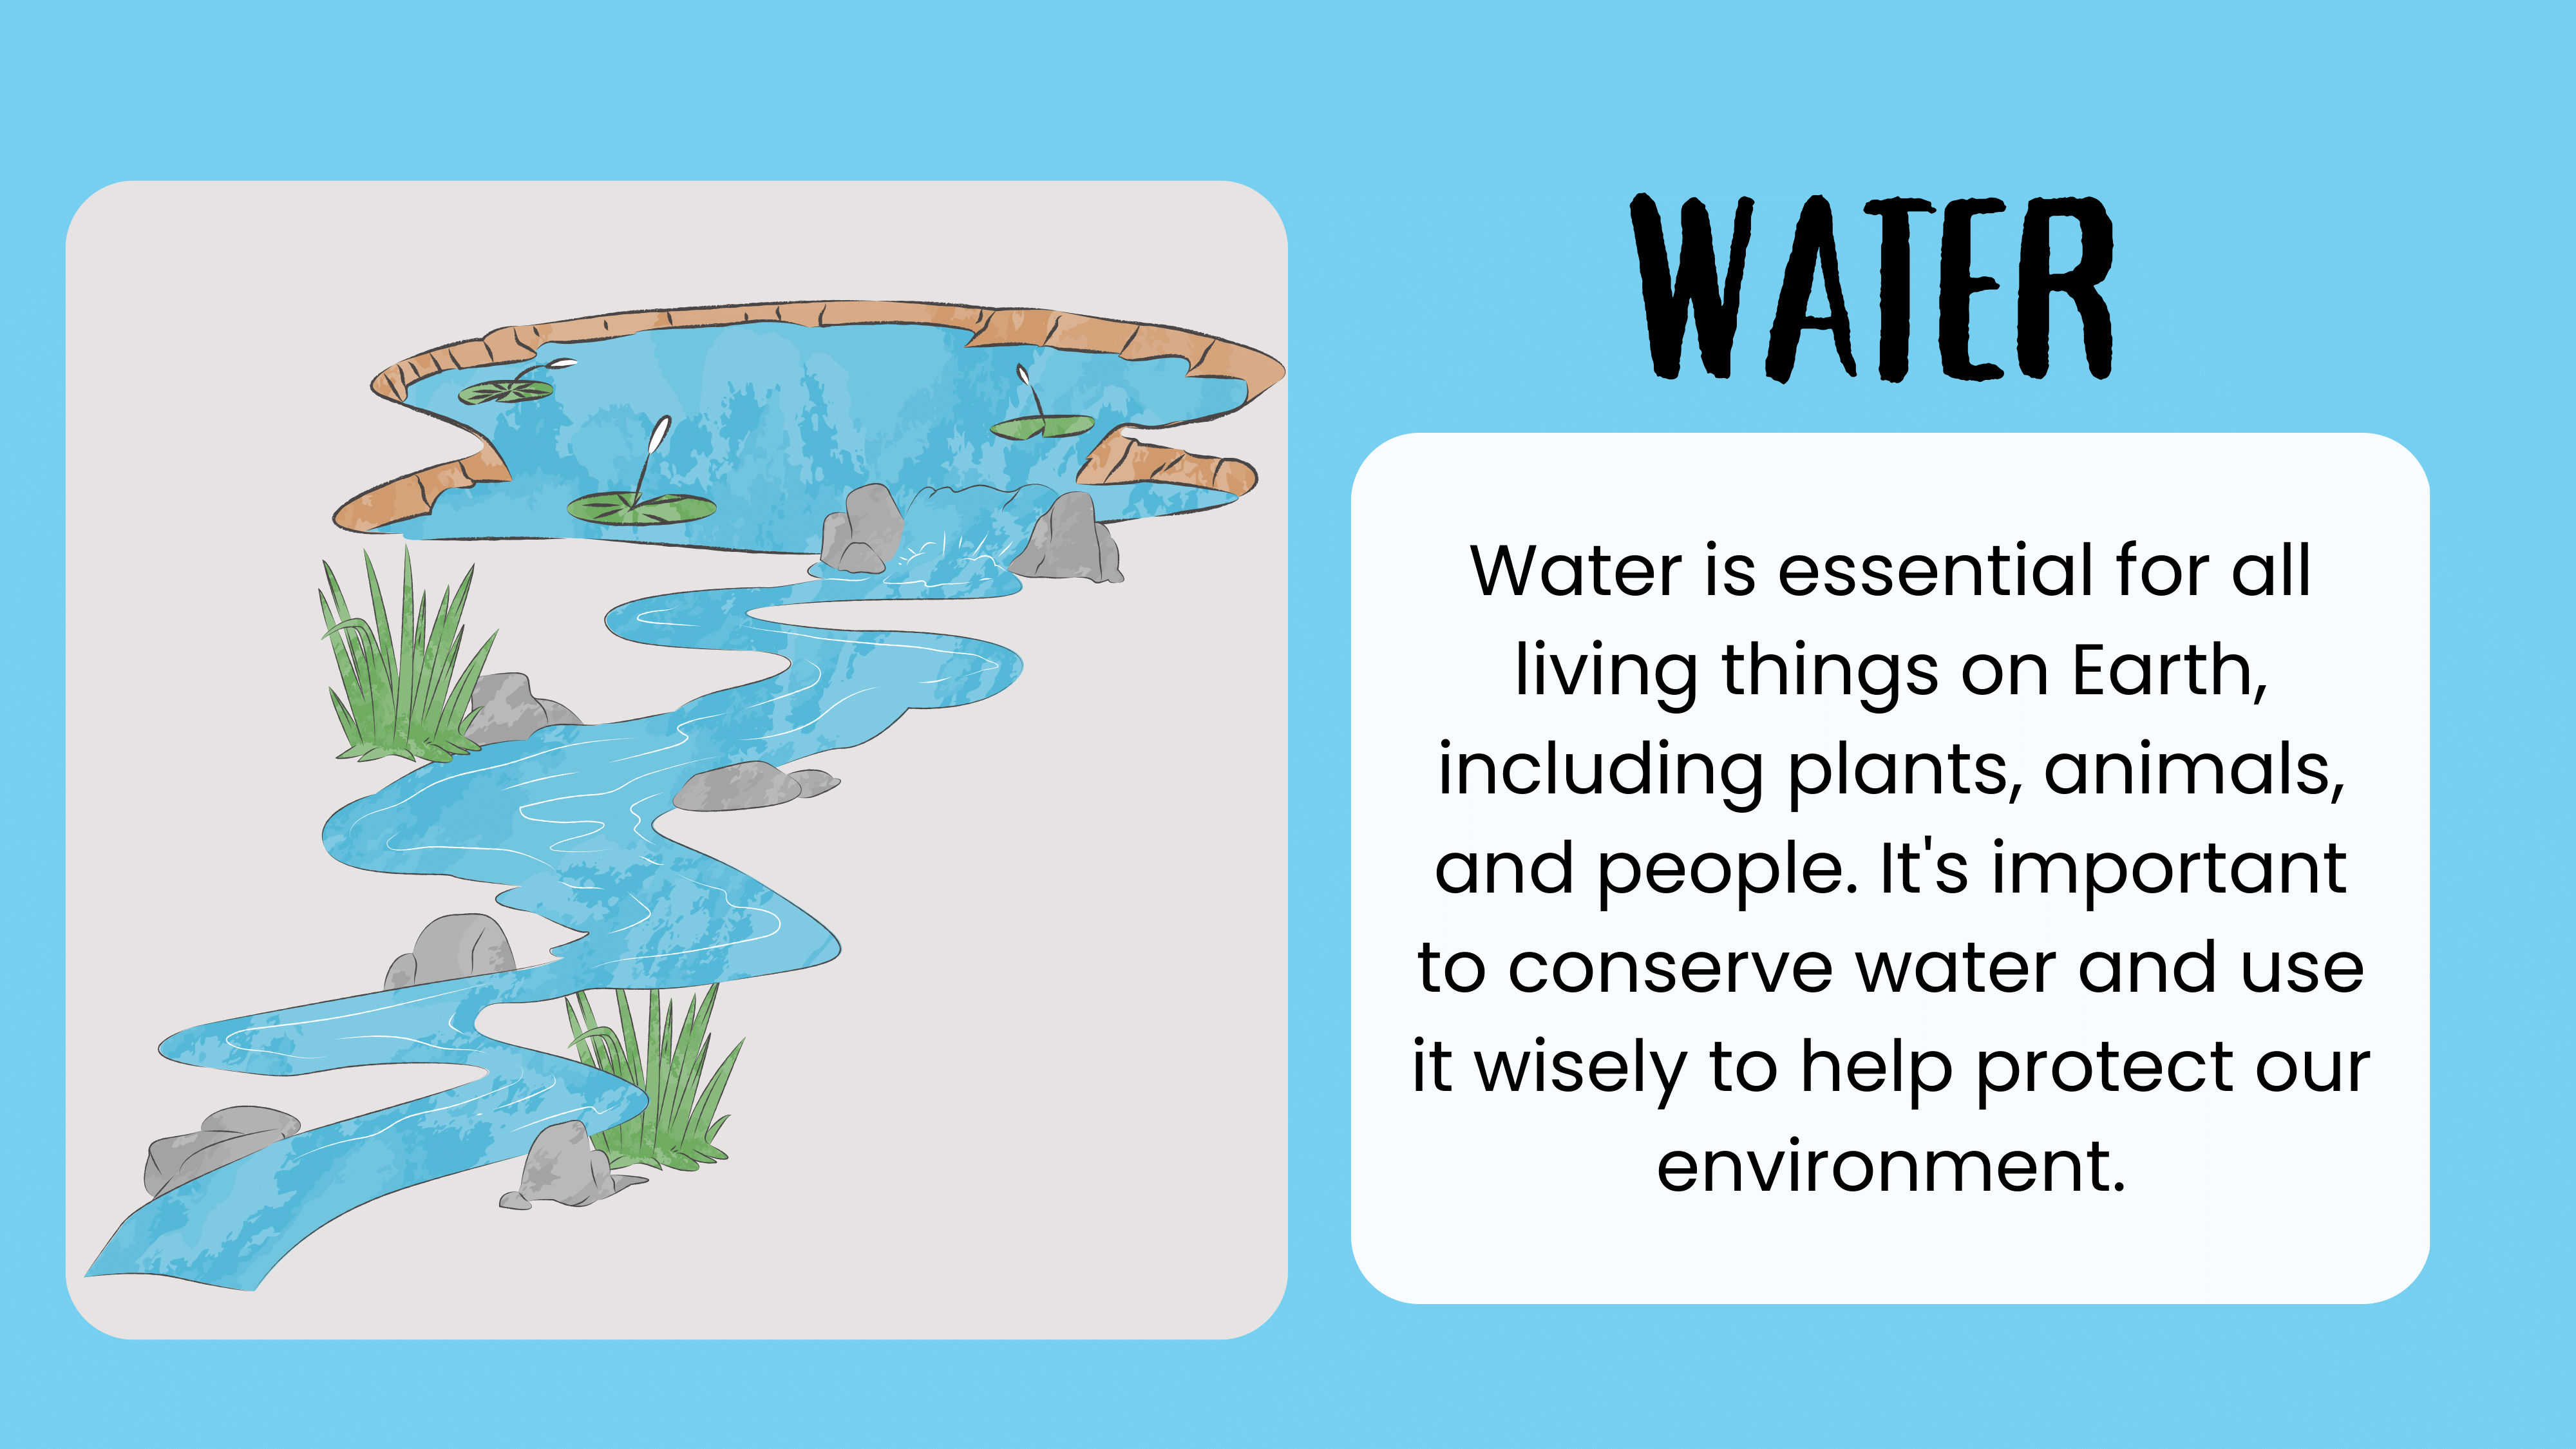 WATER
Water is essential for all
living things on Earth,
including plants, animals,
and people. It's important
to conserve water and use
it wisely to help protect our
environment.